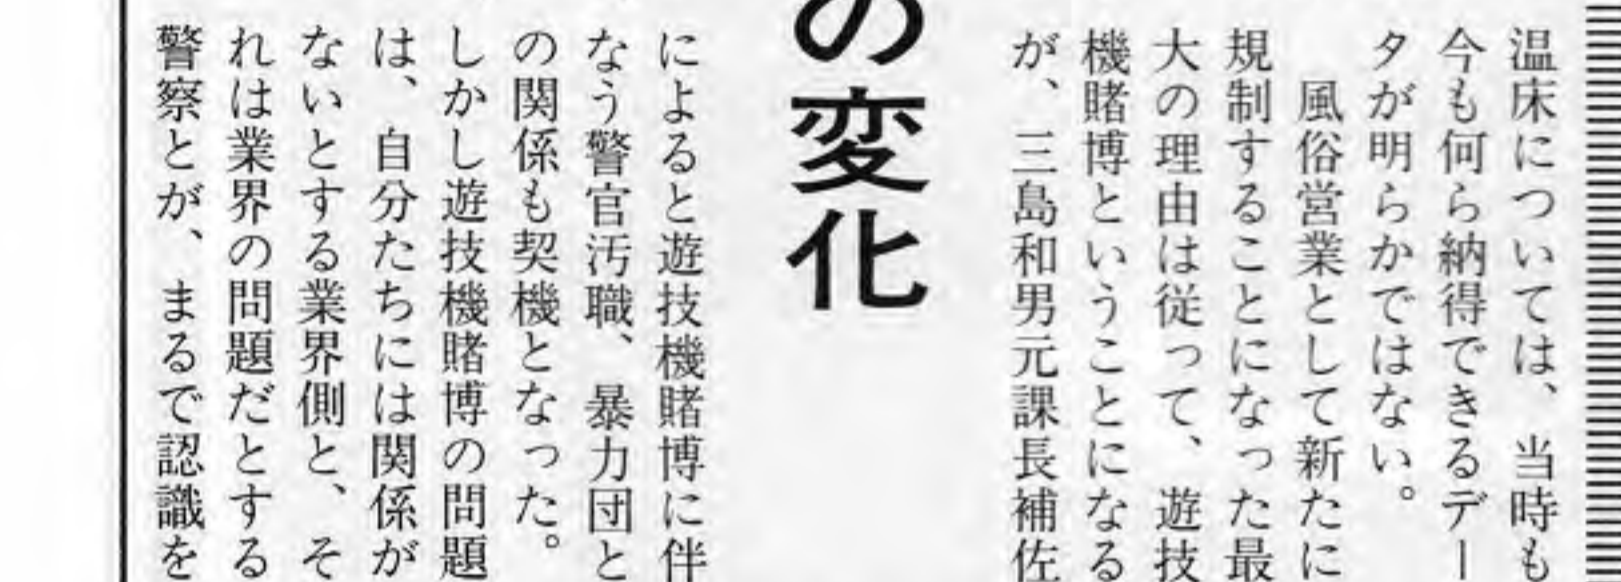 温床については、当時も
今も何ら納得できるデー
タが明らかではない。
風俗営業として新たに
規制することになった最
大の理由は従って、遊技
機賭博ということになる
が、三島和男元課長補佐
の変化
によると遊技機賭博に伴
なう警官汚職、暴力団と
の関係も契機となった。
しかし遊技機賭博の問題
は、自分たちには関係が
ないとする業界側と、そ
れは業界の問題だとする
警察とが、まるで認識を